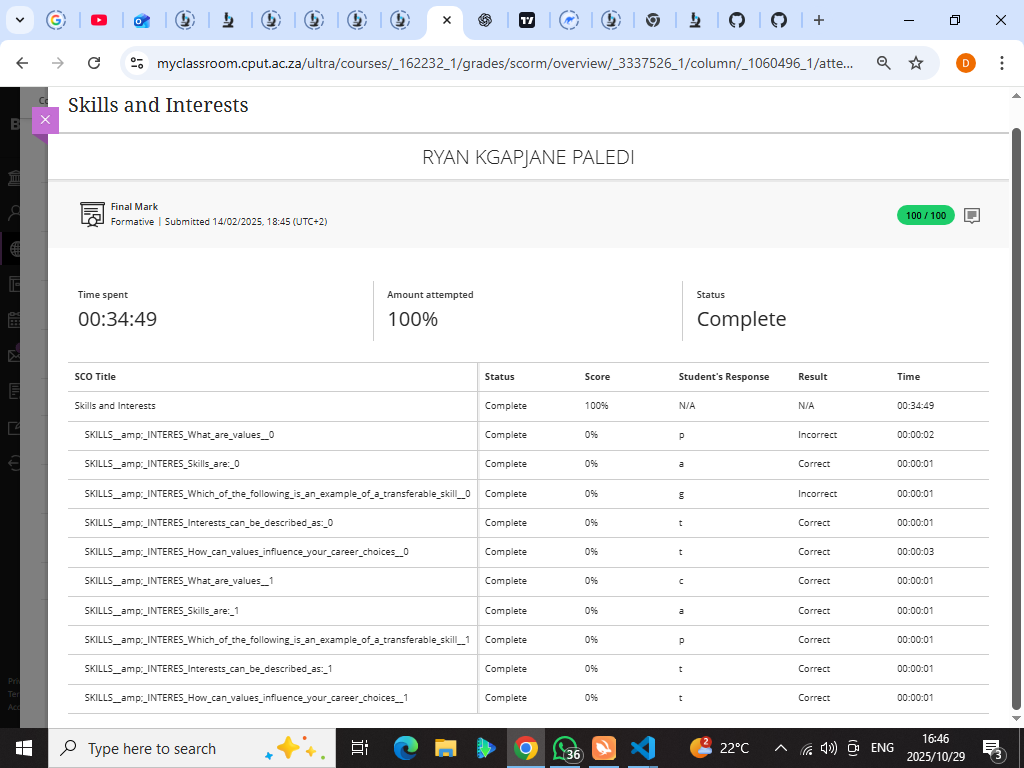 myclassroom.cput.ac.za/ultra/courses/_162232_1/grades/scorm/overview/_3337526_1/column/_1060496_1/atte...
D
Skills and Interests
RYAN KGAPJANE PALEDI
Final Mark
Formative | Submitted 14/02/2025, 18:45 (UTC+2)
100 / 100
Time spent
00:34:49
Amount attempted
100%
Status
Complete
SCO Title Status Score Student's Response Result Time
Skills and Interests Complete 100% N/A N/A 00:34:49
SKILLS__amp;_INTERES_What_are_values__0 Complete 0% p Incorrect 00:00:02
SKILLS__amp;_INTERES_Skills_are:_0 Complete 0% a Correct 00:00:01
SKILLS__amp;_INTERES_Which_of_the_following_is_an_example_of_a_transferable_skill__0 Complete 0% g Incorrect 00:00:01
SKILLS__amp;_INTERES_Interests_can_be_described_as:_0 Complete 0% t Correct 00:00:01
SKILLS__amp;_INTERES_How_can_values_influence_your_career_choices__0 Complete 0% t Correct 00:00:03
SKILLS__amp;_INTERES_What_are_values__1 Complete 0% c Correct 00:00:01
SKILLS__amp;_INTERES_Skills_are:_1 Complete 0% a Correct 00:00:01
SKILLS__amp;_INTERES_Which_of_the_following_is_an_example_of_a_transferable_skill__1 Complete 0% p Correct 00:00:01
SKILLS__amp;_INTERES_Interests_can_be_described_as:_1 Complete 0% t Correct 00:00:01
SKILLS__amp;_INTERES_How_can_values_influence_your_career_choices__1 Complete 0% t Correct 00:00:01
Type here to search
36
22°C
ENG
16:46
2025/10/29
3